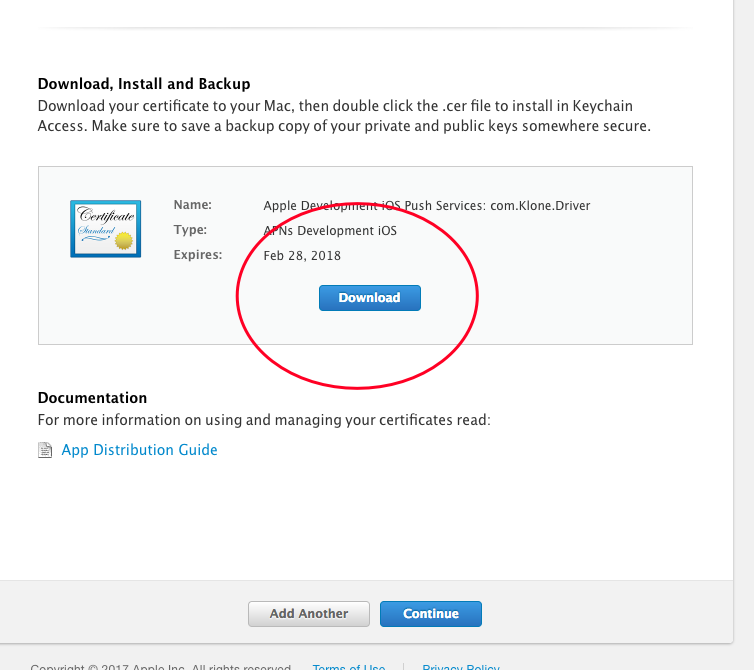 Download, Install and Backup
Download your certificate to your Mac, then double click the .cer file to install in Keychain
Access. Make sure to save a backup copy of your private and public keys somewhere secure.
Certificate
Standard
Name: Apple Development iOS Push Services: com.Klone.Driver
Type: APNs Development iOS
Expires: Feb 28, 2018
Download
Documentation
For more information on using and managing your certificates read:
App Distribution Guide
Add Another Continue
Copyright © 2017 Apple Inc. All rights reserved. Terms of Use Privacy Policy